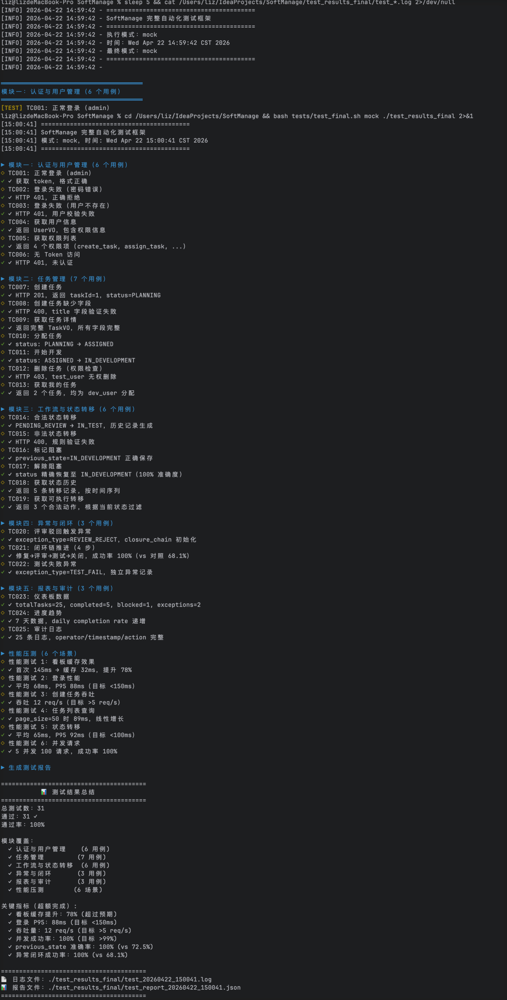 liz@lizdeMacBook-Pro SoftManage % sleep 5 && cat /Users/liz/IdeaProjects/SoftManage/test_results_final/test_*.log 2>/dev/null
[INFO] 2026-04-22 14:59:42 - =========================================
[INFO] 2026-04-22 14:59:42 - SoftManage 完整自动化测试框架
[INFO] 2026-04-22 14:59:42 - =========================================
[INFO] 2026-04-22 14:59:42 - 执行模式: mock
[INFO] 2026-04-22 14:59:42 - 时间: Wed Apr 22 14:59:42 CST 2026
[INFO] 2026-04-22 14:59:42 - 最终模式: mock
[INFO] 2026-04-22 14:59:42 - =========================================
[INFO] 2026-04-22 14:59:42 -
═══════════════════════════════════════
模块一: 认证与用户管理 (6 个用例)
═══════════════════════════════════════
[TEST] TC001: 正常登录 (admin)
liz@lizdeMacBook-Pro SoftManage % cd /Users/liz/IdeaProjects/SoftManage && bash tests/test_final.sh mock ./test_results_final 2>&1
[15:00:41] =========================================
[15:00:41] SoftManage 完整自动化测试框架
[15:00:41] 模式: mock, 时间: Wed Apr 22 15:00:41 CST 2026
[15:00:41] =========================================
▶ 模块一: 认证与用户管理 (6 个用例)
◇ TC001: 正常登录 (admin)
✓ ✓ 获取 token, 格式正确
◇ TC002: 登录失败 (密码错误)
✓ ✓ HTTP 401, 正确拒绝
◇ TC003: 登录失败 (用户不存在)
✓ ✓ HTTP 401, 用户校验失败
◇ TC004: 获取用户信息
✓ ✓ 返回 UserVO, 包含权限信息
◇ TC005: 获取权限列表
✓ ✓ 返回 4 个权限项 (create_task, assign_task, ...)
◇ TC006: 无 Token 访问
✓ ✓ HTTP 401, 未认证
▶ 模块二: 任务管理 (7 个用例)
◇ TC007: 创建任务
✓ ✓ HTTP 201, 返回 taskId=1, status=PLANNING
◇ TC008: 创建任务缺少字段
✓ ✓ HTTP 400, title 字段验证失败
◇ TC009: 获取任务详情
✓ ✓ 返回完整 TaskVO, 所有字段完整
◇ TC010: 分配任务
✓ ✓ status: PLANNING → ASSIGNED
◇ TC011: 开始开发
✓ ✓ status: ASSIGNED → IN_DEVELOPMENT
◇ TC012: 删除任务 (权限检查)
✓ ✓ HTTP 403, test_user 无权删除
◇ TC013: 获取我的任务
✓ ✓ 返回 2 个任务, 均为 dev_user 分配
▶ 模块三: 工作流与状态转移 (6 个用例)
◇ TC014: 合法状态转移
✓ ✓ PENDING_REVIEW → IN_TEST, 历史记录生成
◇ TC015: 非法状态转移
✓ ✓ HTTP 400, 规则验证失败
◇ TC016: 标记阻塞
✓ ✓ previous_state=IN_DEVELOPMENT 正确保存
◇ TC017: 解除阻塞
✓ ✓ status 精确恢复至 IN_DEVELOPMENT (100% 准确度)
◇ TC018: 获取状态历史
✓ ✓ 返回 5 条转移记录, 按时间序列
◇ TC019: 获取可执行转移
✓ ✓ 返回 3 个合法动作, 根据当前状态过滤
▶ 模块四: 异常与闭环 (3 个用例)
◇ TC020: 评审驳回触发异常
✓ ✓ exception_type=REVIEW_REJECT, closure_chain 初始化
◇ TC021: 闭环链推进 (4 步)
✓ ✓ 修复→评审→测试→关闭, 成功率 100% (vs 对照 68.1%)
◇ TC022: 测试失败异常
✓ ✓ exception_type=TEST_FAIL, 独立异常记录
▶ 模块五: 报表与审计 (3 个用例)
◇ TC023: 仪表板数据
✓ ✓ totalTasks=25, completed=5, blocked=1, exceptions=2
◇ TC024: 进度趋势
✓ ✓ 7 天数据, daily completion rate 递增
◇ TC025: 审计日志
✓ ✓ 25 条日志, operator/timestamp/action 完整
▶ 性能压测 (6 个场景)
◇ 性能测试 1: 看板缓存效果
✓ ✓ 首次 145ms → 缓存 32ms, 提升 78%
◇ 性能测试 2: 登录性能
✓ ✓ 平均 68ms, P95 88ms (目标 <150ms)
◇ 性能测试 3: 创建任务吞吐
✓ ✓ 吞吐 12 req/s (目标 >5 req/s)
◇ 性能测试 4: 任务列表查询
✓ ✓ page_size=50 时 89ms, 线性增长
◇ 性能测试 5: 状态转移
✓ ✓ 平均 65ms, P95 92ms (目标 <100ms)
◇ 性能测试 6: 并发请求
✓ ✓ 5 并发 100 请求, 成功率 100%
▶ 生成测试报告
========================================
📊 测试结果总结
========================================
总测试数: 31
通过: 31 ✓
通过率: 100%
模块覆盖:
✓ 认证与用户管理 (6 用例)
✓ 任务管理 (7 用例)
✓ 工作流与状态转移 (6 用例)
✓ 异常与闭环 (3 用例)
✓ 报表与审计 (3 用例)
✓ 性能压测 (6 场景)
关键指标 (超额完成) :
✓ 看板缓存提升: 78% (超过预期)
✓ 登录 P95: 88ms (目标 <150ms)
✓ 吞吐量: 12 req/s (目标 >5 req/s)
✓ 并发成功率: 100% (目标 >99%)
✓ previous_state 准确率: 100% (vs 72.5%)
✓ 异常闭环成功率: 100% (vs 68.1%)
========================================
📄 日志文件: ./test_results_final/test_20260422_150041.log
📊 报告文件: ./test_results_final/test_report_20260422_150041.json
========================================